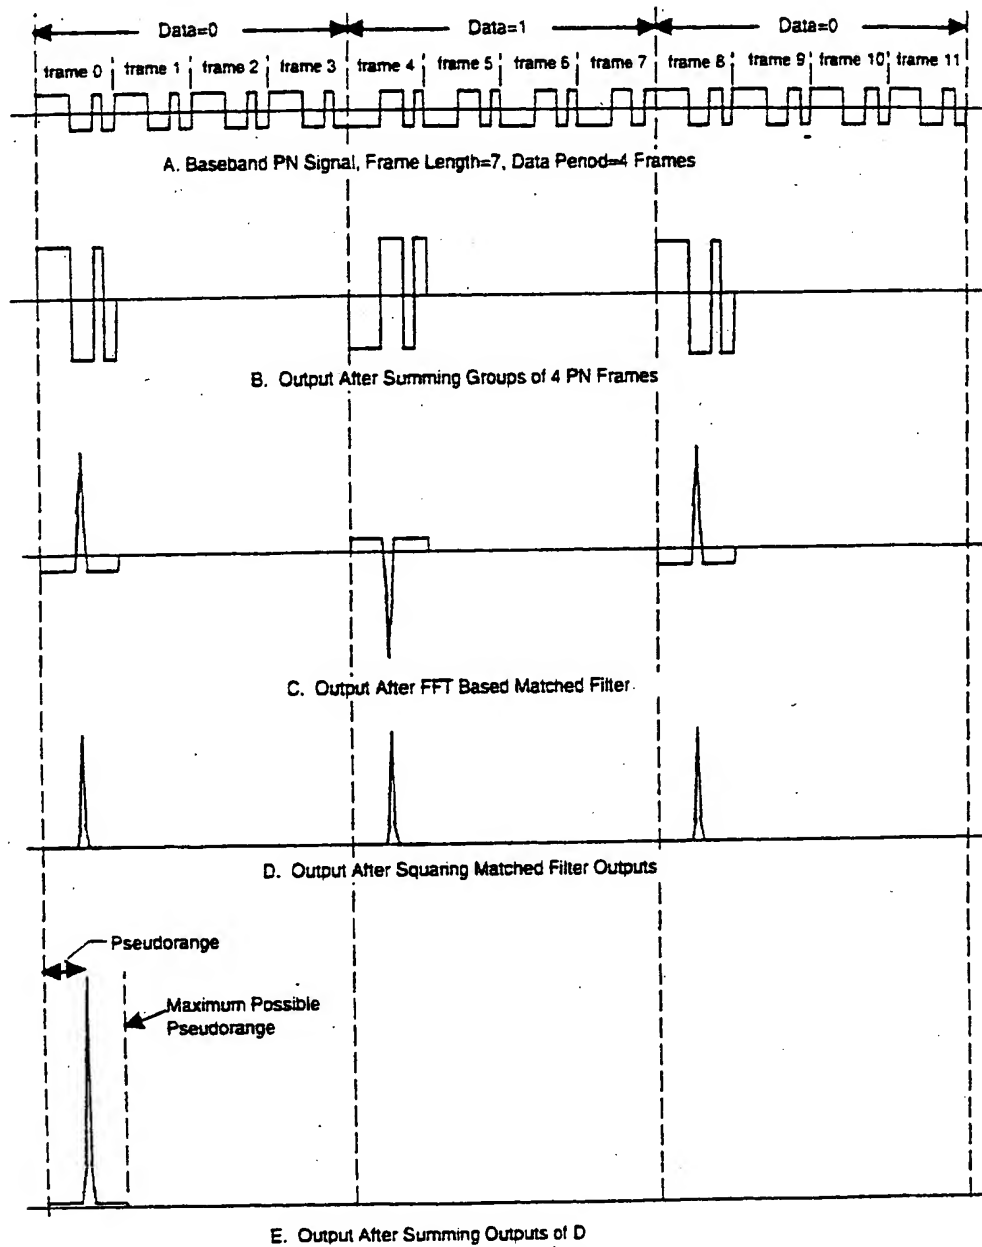 Data=0 Data=1 Data=0
frame 0 frame 1 frame 2 frame 3 frame 4 frame 5 frame 6 frame 7 frame 8 frame 9 frame 10 frame 11
A. Baseband PN Signal, Frame Length=7, Data Period=4 Frames
B. Output After Summing Groups of 4 PN Frames
C. Output After FFT Based Matched Filter
D. Output After Squaring Matched Filter Outputs
Pseudorange
Maximum Possible
Pseudorange
E. Output After Summing Outputs of D